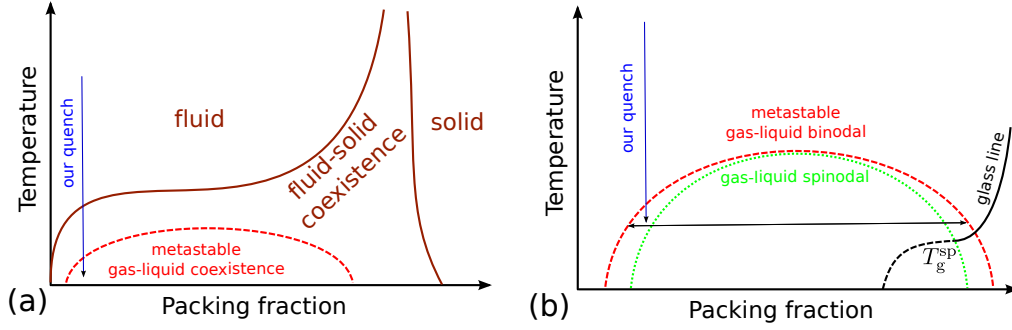 Temperature
our quench
fluid
fluid-solid
coexistence
solid
metastable
gas-liquid coexistence
(a)
Packing fraction
Temperature
our quench
metastable
gas-liquid binodal
gas-liquid spinodal
glass line
T_g^sp
(b)
Packing fraction